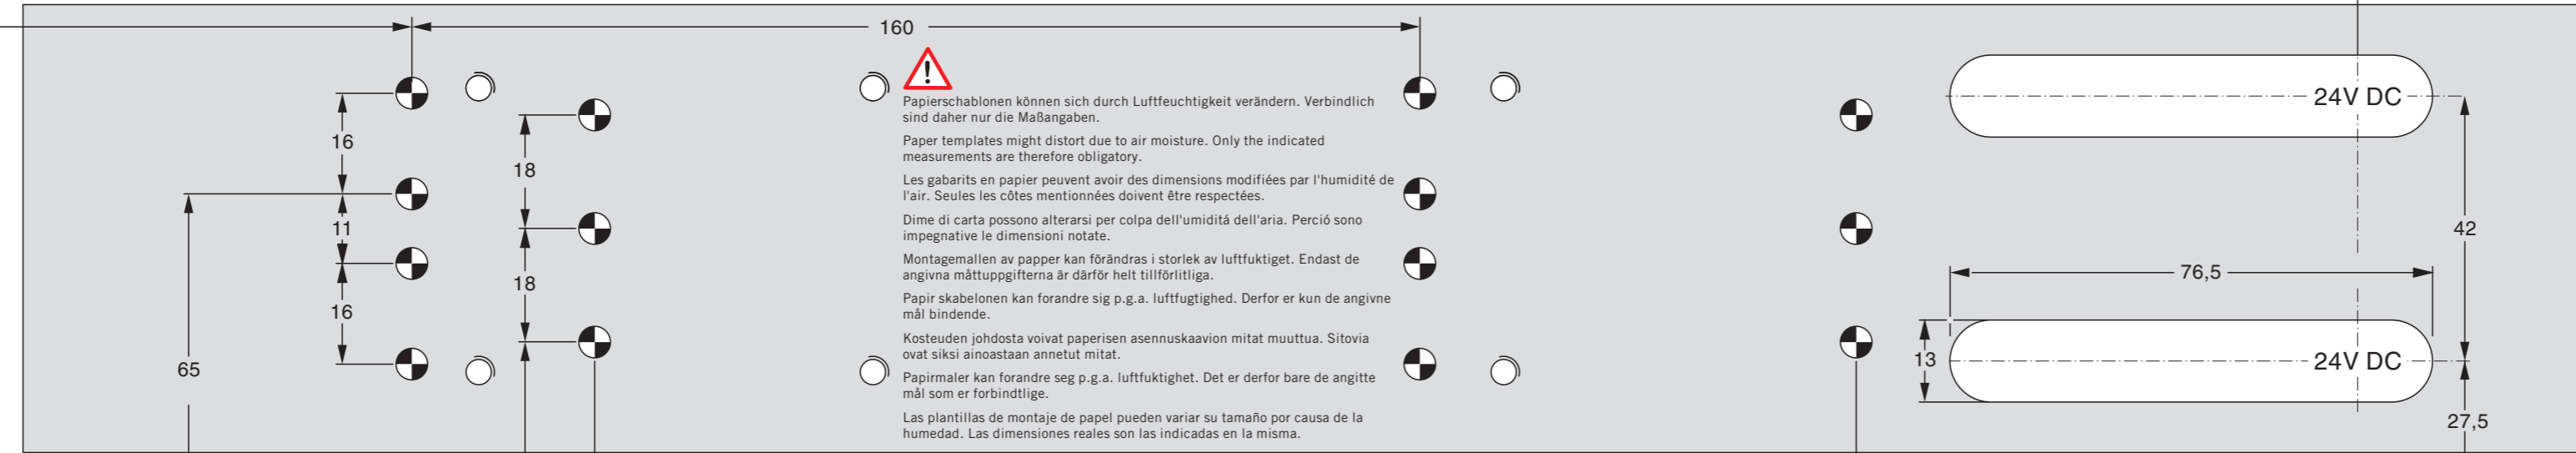 160
Papierschablonen können sich durch Luftfeuchtigkeit verändern. Verbindlich
sind daher nur die Maßangaben.
Paper templates might distort due to air moisture. Only the indicated
measurements are therefore obligatory.
Les gabarits en papier peuvent avoir des dimensions modifiées par l'humidité de
l'air. Seules les côtes mentionnées doivent être respectées.
Dime di carta possono alterarsi per colpa dell'umiditá dell'aria. Perció sono
impegnative le dimensioni notate.
Montagemallen av papper kan förändras i storlek av luftfuktiget. Endast de
angivna måttuppgifterna är därför helt tillförlitliga.
Papir skabelonen kan forandre sig p.g.a. luftfugtighed. Derfor er kun de angivne
mål bindende.
Kosteuden johdosta voivat paperisen asennuskaavion mitat muuttua. Sitovia
ovat siksi ainoastaan annetut mitat.
Papirmaler kan forandre seg p.g.a. luftfuktighet. Det er derfor bare de angitte
mål som er forbindtlige.
Las plantillas de montaje de papel pueden variar su tamaño por causa de la
humedad. Las dimensiones reales son las indicadas en la misma.
16
11
16
65
18
18
24V DC
42
76,5
13
24V DC
27,5